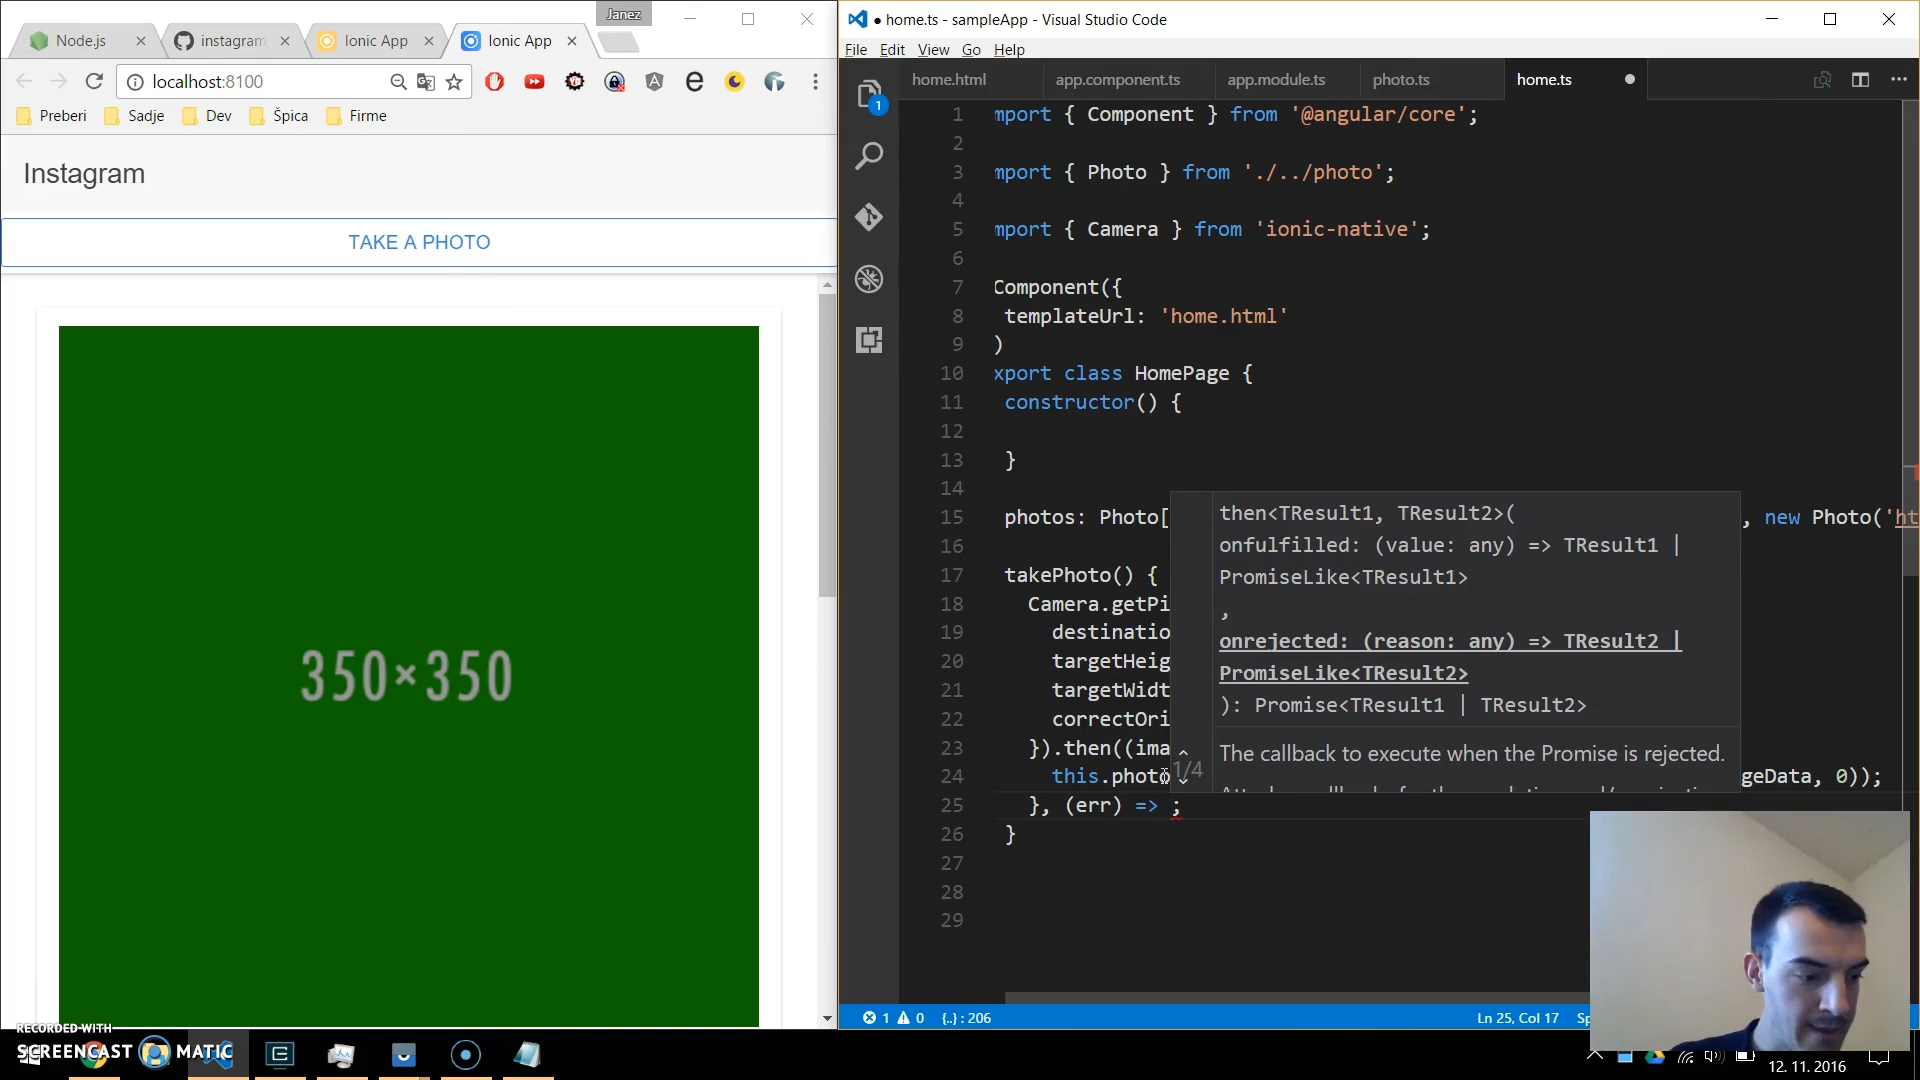 Janez
Node.js
instagram
Ionic App
Ionic App
localhost:8100
Preberi
Sadje
Dev
Špica
Firme
Instagram
TAKE A PHOTO
350×350
home.ts - sampleApp - Visual Studio Code
File Edit View Go Help
home.html
app.component.ts
app.module.ts
photo.ts
home.ts
1
1 mport { Component } from '@angular/core';
2
3 mport { Photo } from './../photo';
4
5 mport { Camera } from 'ionic-native';
6
7 Component({
8 templateUrl: 'home.html'
9 )
10 xport class HomePage {
11 constructor() {
12
13 }
14
15 photos: Photo[ , new Photo('ht
16
17 takePhoto() {
18 Camera.getPi
19 destinatio
20 targetHeig
21 targetWidt
22 correctOri
23 }).then((ima
24 this.photo geData, 0));
25 }, (err) => ;
26 }
27
28
29
then<TResult1, TResult2>(
onfulfilled: (value: any) => TResult1 |
PromiseLike<TResult1>
,
onrejected: (reason: any) => TResult2 |
PromiseLike<TResult2>
): Promise<TResult1 | TResult2>
1/4
The callback to execute when the Promise is rejected.
1 0 {..} : 206
Ln 25, Col 17 Sp
RECORDED WITH
SCREENCAST MATIC
12. 11. 2016